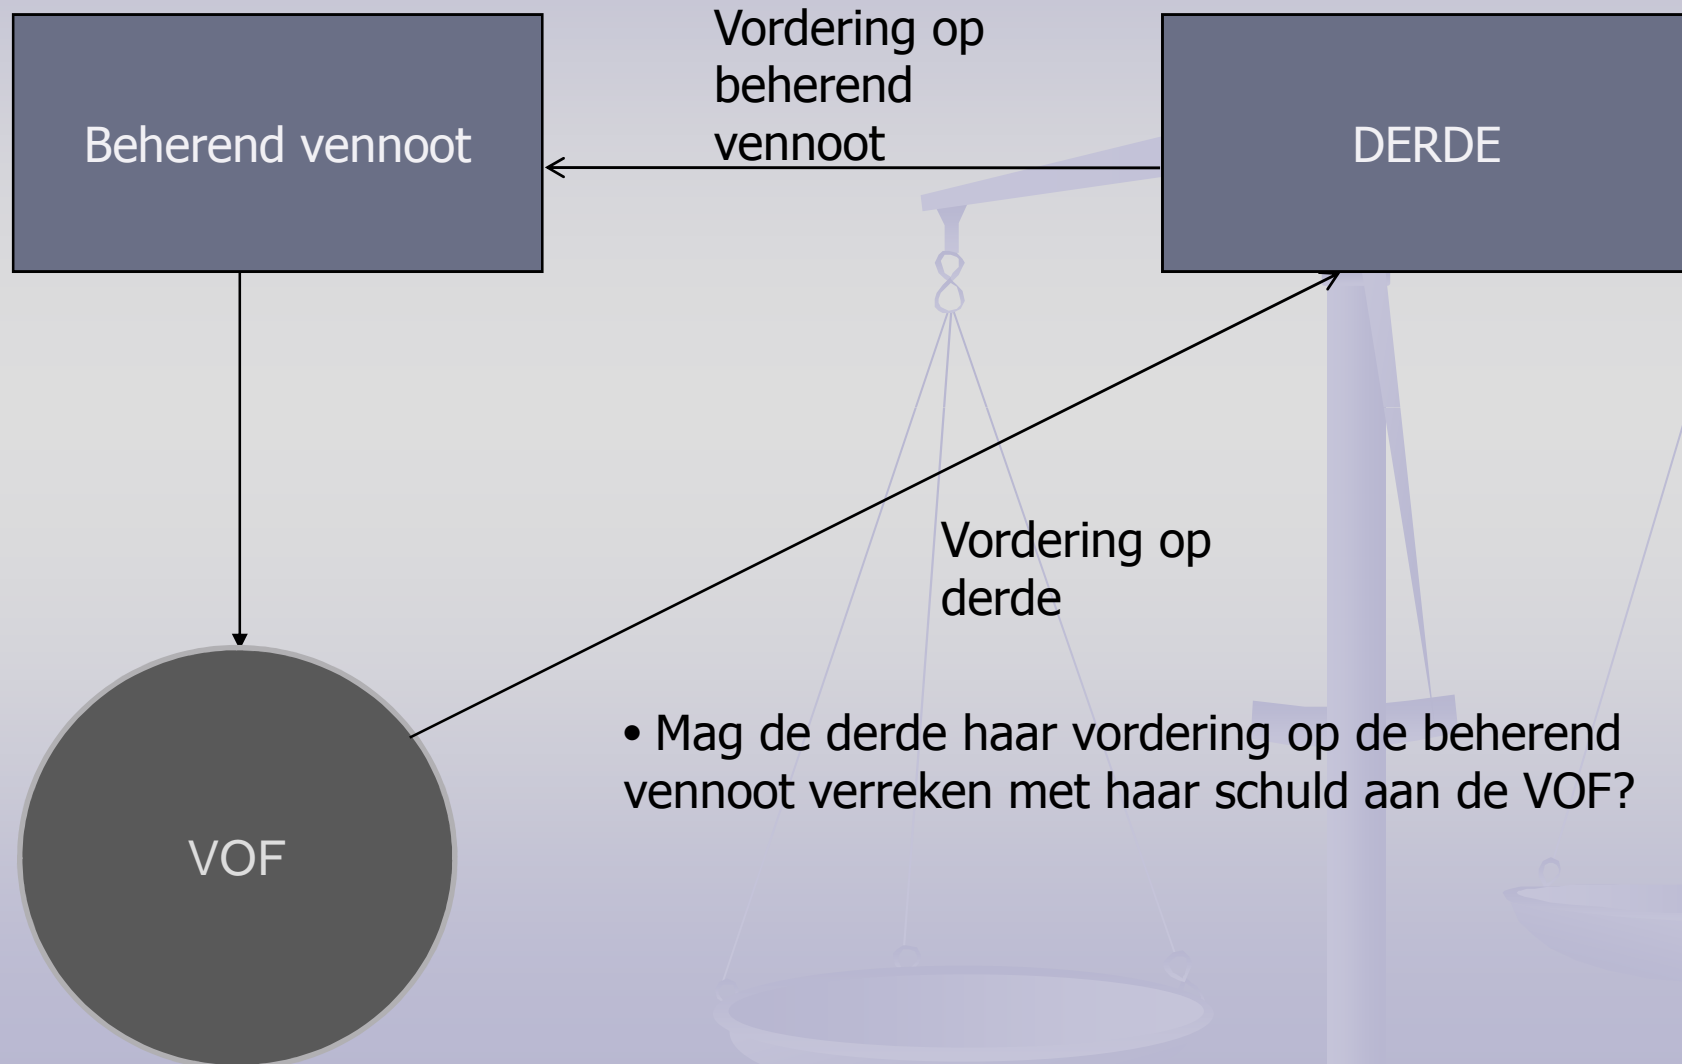 Beherend vennoot
Vordering op
beherend
vennoot
DERDE
Vordering op
derde
• Mag de derde haar vordering op de beherend
vennoot verreken met haar schuld aan de VOF?
VOF